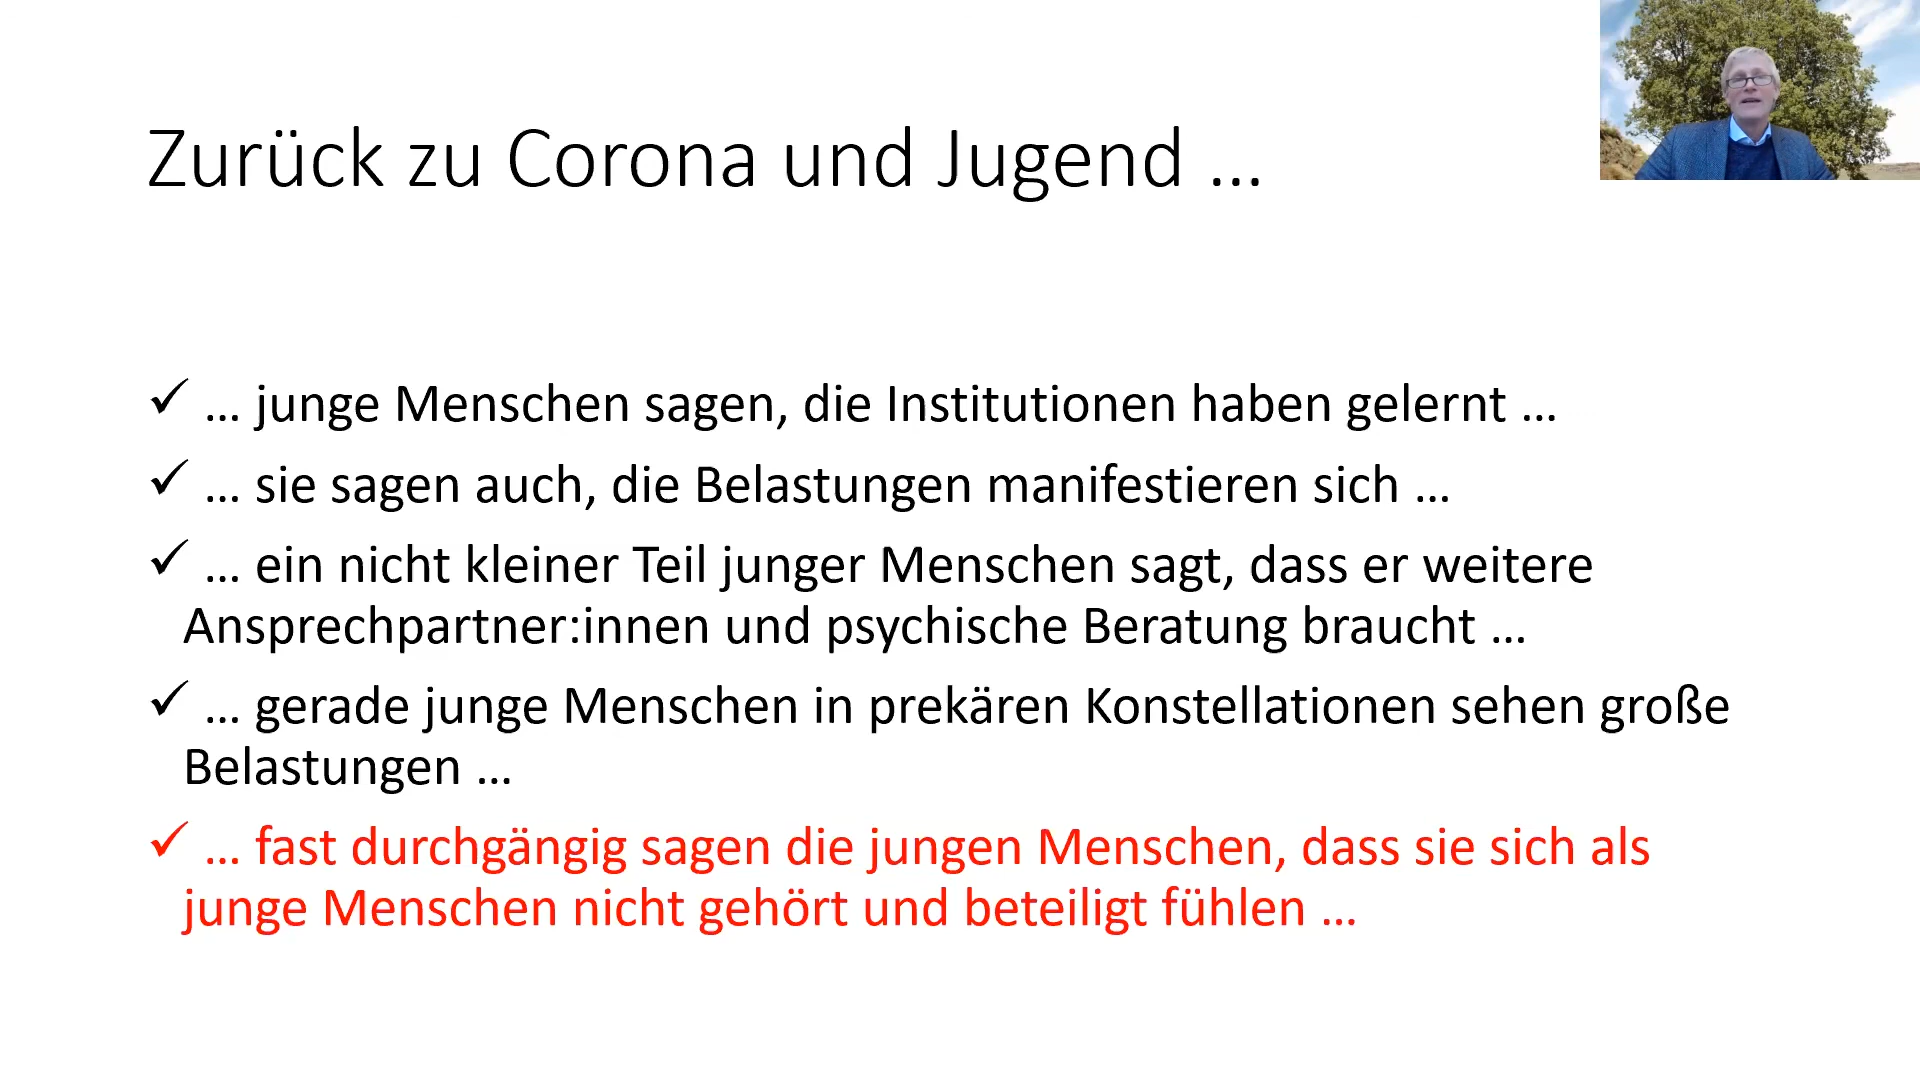 Zurück zu Corona und Jugend …
✓ … junge Menschen sagen, die Institutionen haben gelernt …
✓ … sie sagen auch, die Belastungen manifestieren sich …
✓ … ein nicht kleiner Teil junger Menschen sagt, dass er weitere
Ansprechpartner:innen und psychische Beratung braucht …
✓ … gerade junge Menschen in prekären Konstellationen sehen große
Belastungen …
✓ … fast durchgängig sagen die jungen Menschen, dass sie sich als
junge Menschen nicht gehört und beteiligt fühlen …